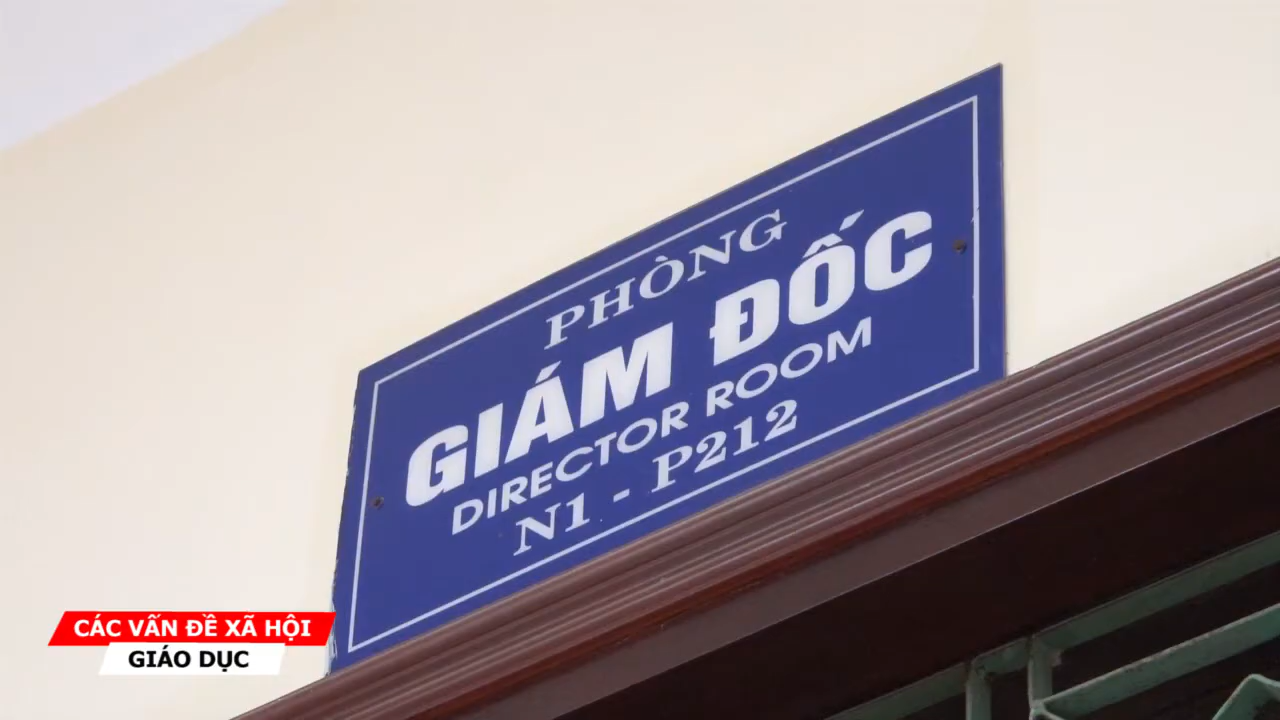 PHÒNG
GIÁM ĐỐC
DIRECTOR ROOM
N1 - P212
CÁC VẤN ĐỀ XÃ HỘI
GIÁO DỤC